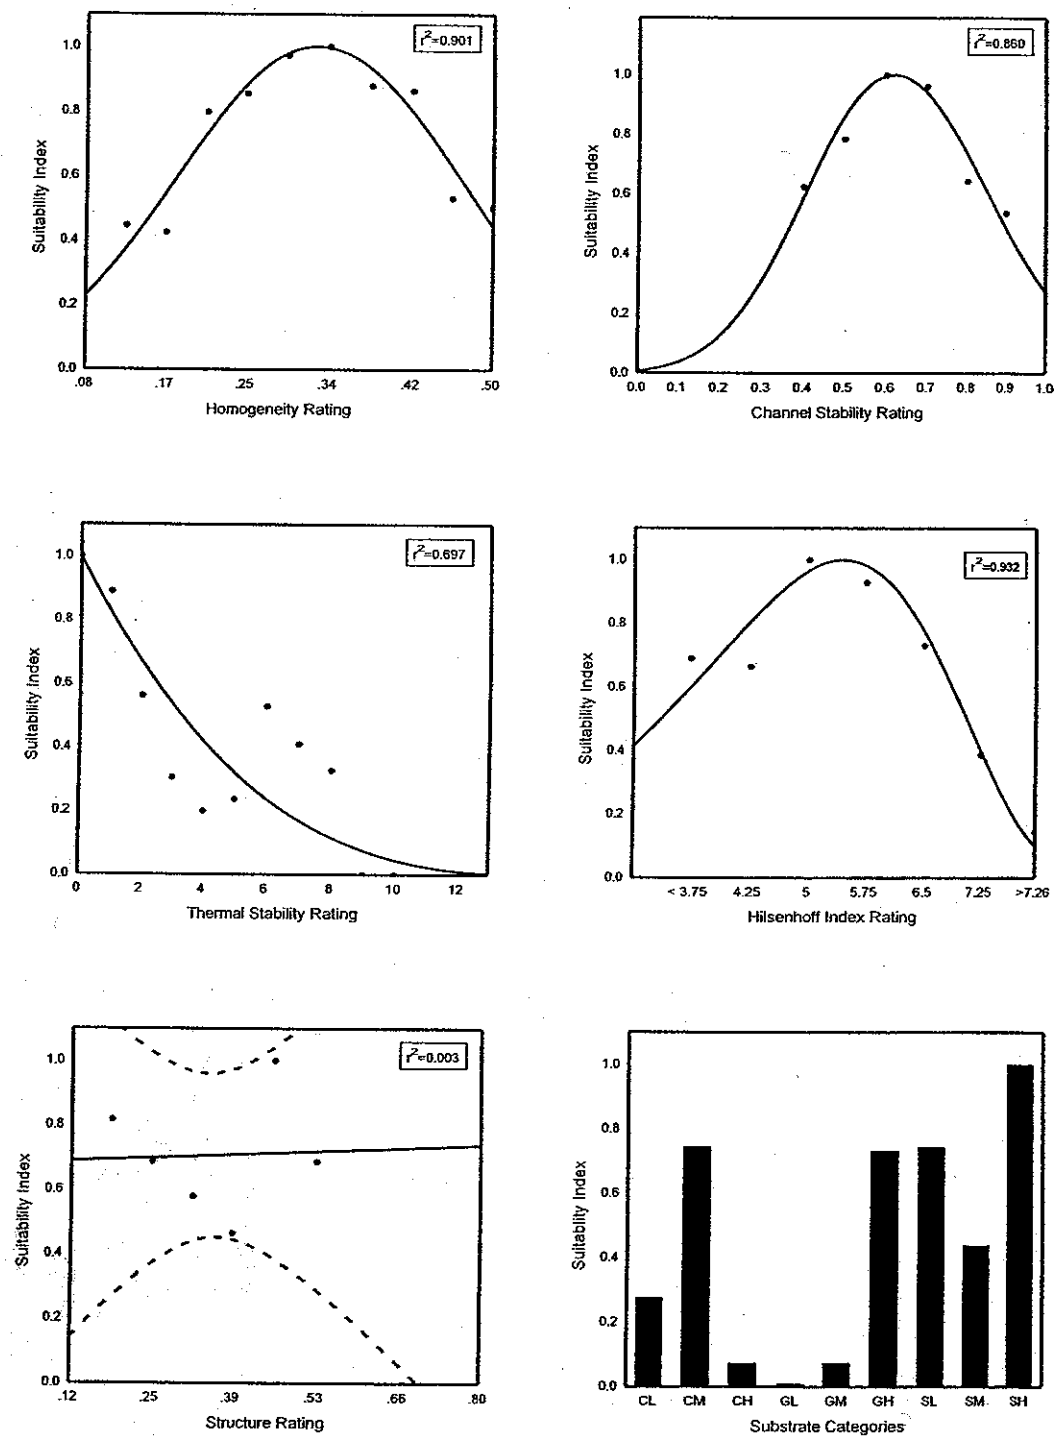 r²=0.901
1.0
0.8
0.6
0.4
0.2
0.0
Suitability Index
.08 .17 .25 .34 .42 .50
Homogeneity Rating
r²=0.860
1.0
0.8
0.6
0.4
0.2
0.0
Suitability Index
0.0 0.1 0.2 0.3 0.4 0.5 0.6 0.7 0.8 0.9 1.0
Channel Stability Rating
r²=0.697
1.0
0.8
0.6
0.4
0.2
0.0
Suitability Index
0 2 4 6 8 10 12
Thermal Stability Rating
r²=0.932
1.0
0.8
0.6
0.4
0.2
0.0
Suitability Index
< 3.75 4.25 5 5.75 6.5 7.25 >7.26
Hilsenhoff Index Rating
r²=0.003
1.0
0.8
0.6
0.4
0.2
0.0
Suitability Index
.12 .25 .39 .53 .66 .80
Structure Rating
1.0
0.8
0.6
0.4
0.2
0.0
Suitablity Index
CL CM CH GL GM GH SL SM SH
Substrate Categories